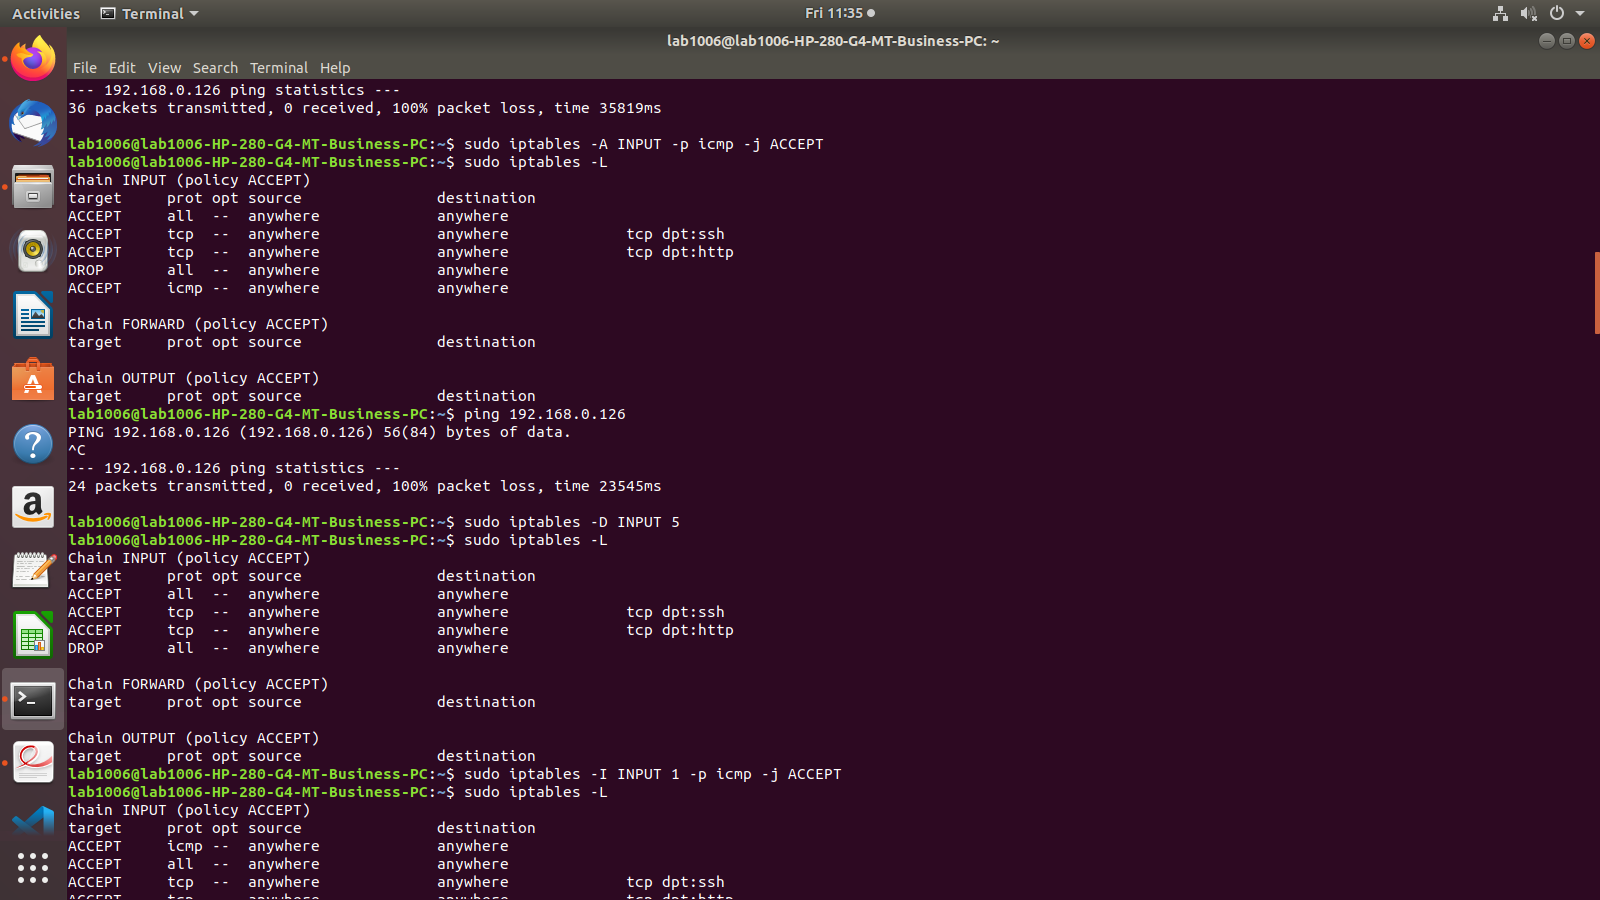 Activities Terminal Fri 11:35
lab1006@lab1006-HP-280-G4-MT-Business-PC: ~
File Edit View Search Terminal Help
--- 192.168.0.126 ping statistics ---
36 packets transmitted, 0 received, 100% packet loss, time 35819ms
lab1006@lab1006-HP-280-G4-MT-Business-PC:~$ sudo iptables -A INPUT -p icmp -j ACCEPT
lab1006@lab1006-HP-280-G4-MT-Business-PC:~$ sudo iptables -L
Chain INPUT (policy ACCEPT)
target     prot opt source               destination
ACCEPT     all  --  anywhere             anywhere
ACCEPT     tcp  --  anywhere             anywhere             tcp dpt:ssh
ACCEPT     tcp  --  anywhere             anywhere             tcp dpt:http
DROP       all  --  anywhere             anywhere
ACCEPT     icmp --  anywhere             anywhere
Chain FORWARD (policy ACCEPT)
target     prot opt source               destination
Chain OUTPUT (policy ACCEPT)
target     prot opt source               destination
lab1006@lab1006-HP-280-G4-MT-Business-PC:~$ ping 192.168.0.126
PING 192.168.0.126 (192.168.0.126) 56(84) bytes of data.
^C
--- 192.168.0.126 ping statistics ---
24 packets transmitted, 0 received, 100% packet loss, time 23545ms
lab1006@lab1006-HP-280-G4-MT-Business-PC:~$ sudo iptables -D INPUT 5
lab1006@lab1006-HP-280-G4-MT-Business-PC:~$ sudo iptables -L
Chain INPUT (policy ACCEPT)
target     prot opt source               destination
ACCEPT     all  --  anywhere             anywhere
ACCEPT     tcp  --  anywhere             anywhere             tcp dpt:ssh
ACCEPT     tcp  --  anywhere             anywhere             tcp dpt:http
DROP       all  --  anywhere             anywhere
Chain FORWARD (policy ACCEPT)
target     prot opt source               destination
Chain OUTPUT (policy ACCEPT)
target     prot opt source               destination
lab1006@lab1006-HP-280-G4-MT-Business-PC:~$ sudo iptables -I INPUT 1 -p icmp -j ACCEPT
lab1006@lab1006-HP-280-G4-MT-Business-PC:~$ sudo iptables -L
Chain INPUT (policy ACCEPT)
target     prot opt source               destination
ACCEPT     icmp --  anywhere             anywhere
ACCEPT     all  --  anywhere             anywhere
ACCEPT     tcp  --  anywhere             anywhere             tcp dpt:ssh
ACCEPT     tcp  --  anywhere             anywhere             tcp dpt:http